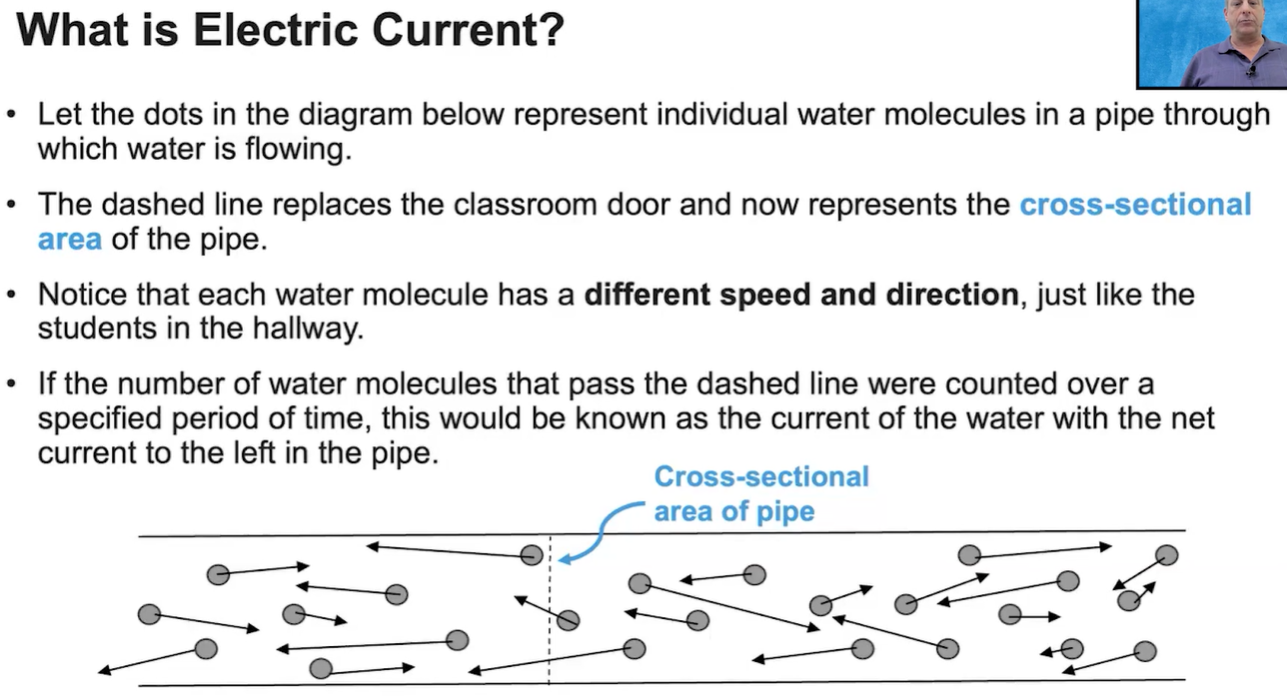 What is Electric Current?
• Let the dots in the diagram below represent individual water molecules in a pipe through
which water is flowing.
• The dashed line replaces the classroom door and now represents the cross-sectional
area of the pipe.
• Notice that each water molecule has a different speed and direction, just like the
students in the hallway.
• If the number of water molecules that pass the dashed line were counted over a
specified period of time, this would be known as the current of the water with the net
current to the left in the pipe.
Cross-sectional
area of pipe